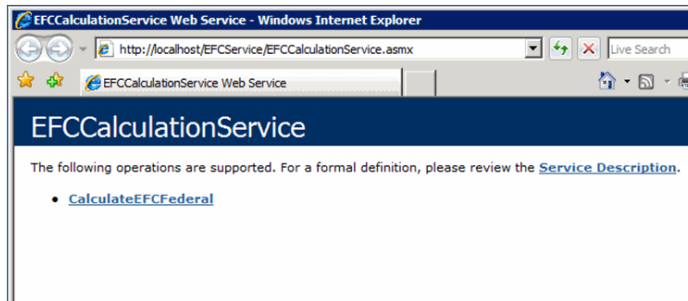 EFCCalculationService Web Service - Windows Internet Explorer
http://localhost/EFCService/EFCCalculationService.asmx Live Search
EFCCalculationService Web Service
EFCCalculationService
The following operations are supported. For a formal definition, please review the Service Description.
• CalculateEFCFederal